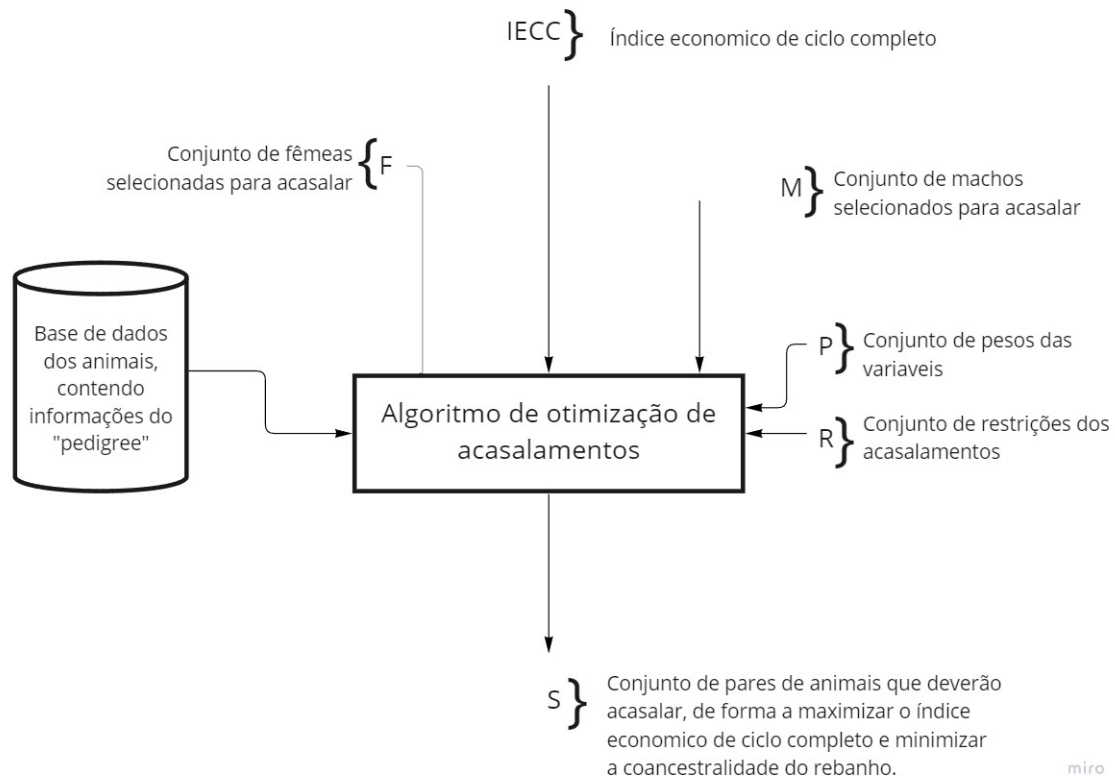 IECC
Índice economico de ciclo completo
Conjunto de fêmeas
selecionadas para acasalar
F
M
Conjunto de machos
selecionados para acasalar
Base de dados
dos animais,
contendo
informações do
"pedigree"
P
Conjunto de pesos das
variaveis
Algoritmo de otimização de
acasalamentos
R
Conjunto de restrições dos
acasalamentos
S
Conjunto de pares de animais que deverão
acasalar, de forma a maximizar o índice
economico de ciclo completo e minimizar
a coancestralidade do rebanho.
miro